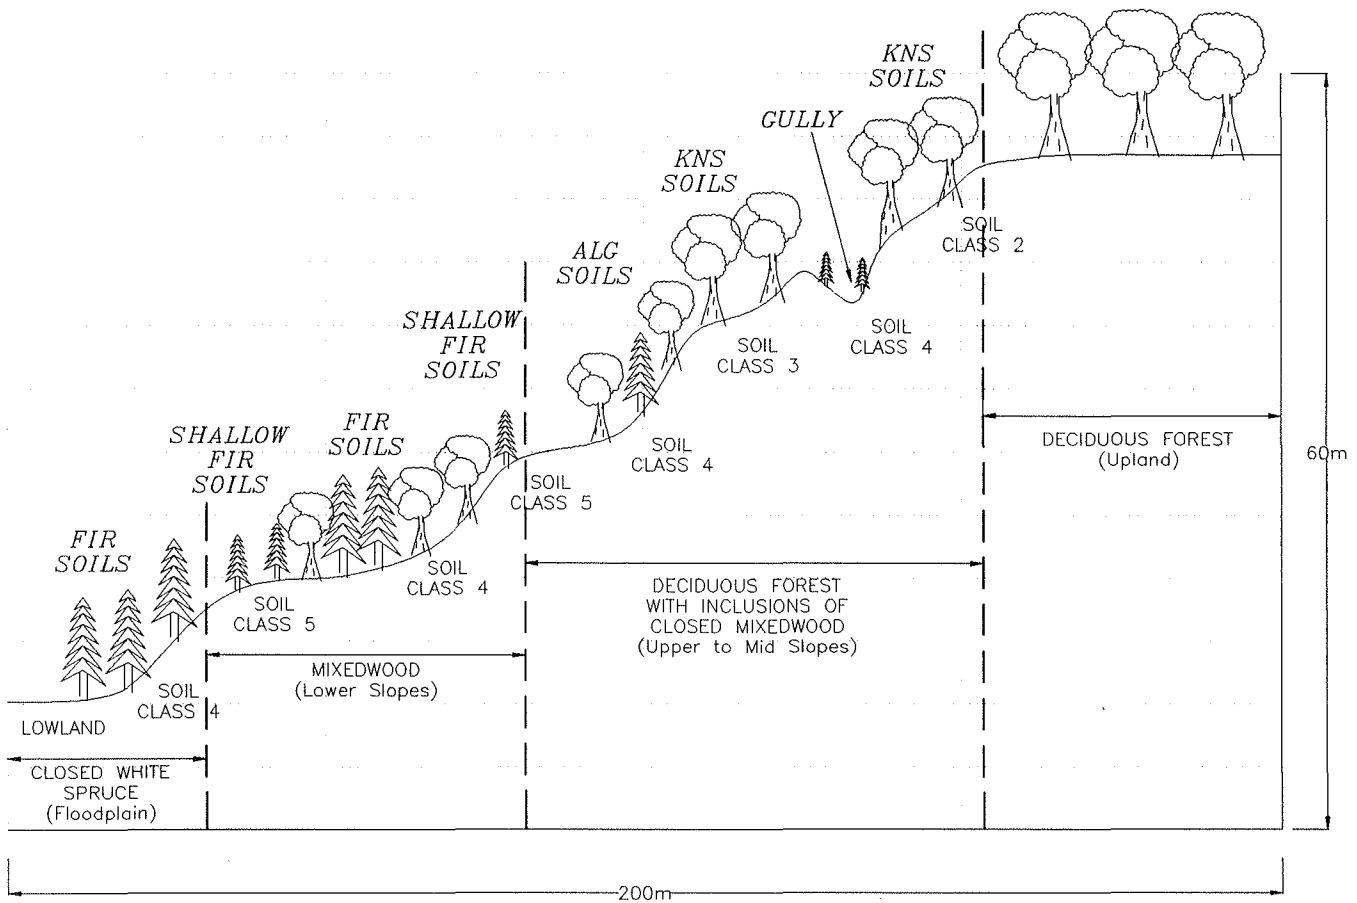 KNS
SOILS
GULLY
KNS
SOILS
SOIL
CLASS 2
ALG
SOILS
SHALLOW
FIR
SOILS
SOIL
CLASS 3
SOIL
CLASS 4
FIR
SOILS
SHALLOW
FIR
SOILS
SOIL
CLASS 4
DECIDUOUS FOREST
(Upland)
60m
SOIL
CLASS 5
FIR
SOILS
SOIL
CLASS 4
SOIL
CLASS 5
DECIDUOUS FOREST
WITH INCLUSIONS OF
CLOSED MIXEDWOOD
(Upper to Mid Slopes)
MIXEDWOOD
(Lower Slopes)
SOIL
CLASS 4
LOWLAND
CLOSED WHITE
SPRUCE
(Floodplain)
200m